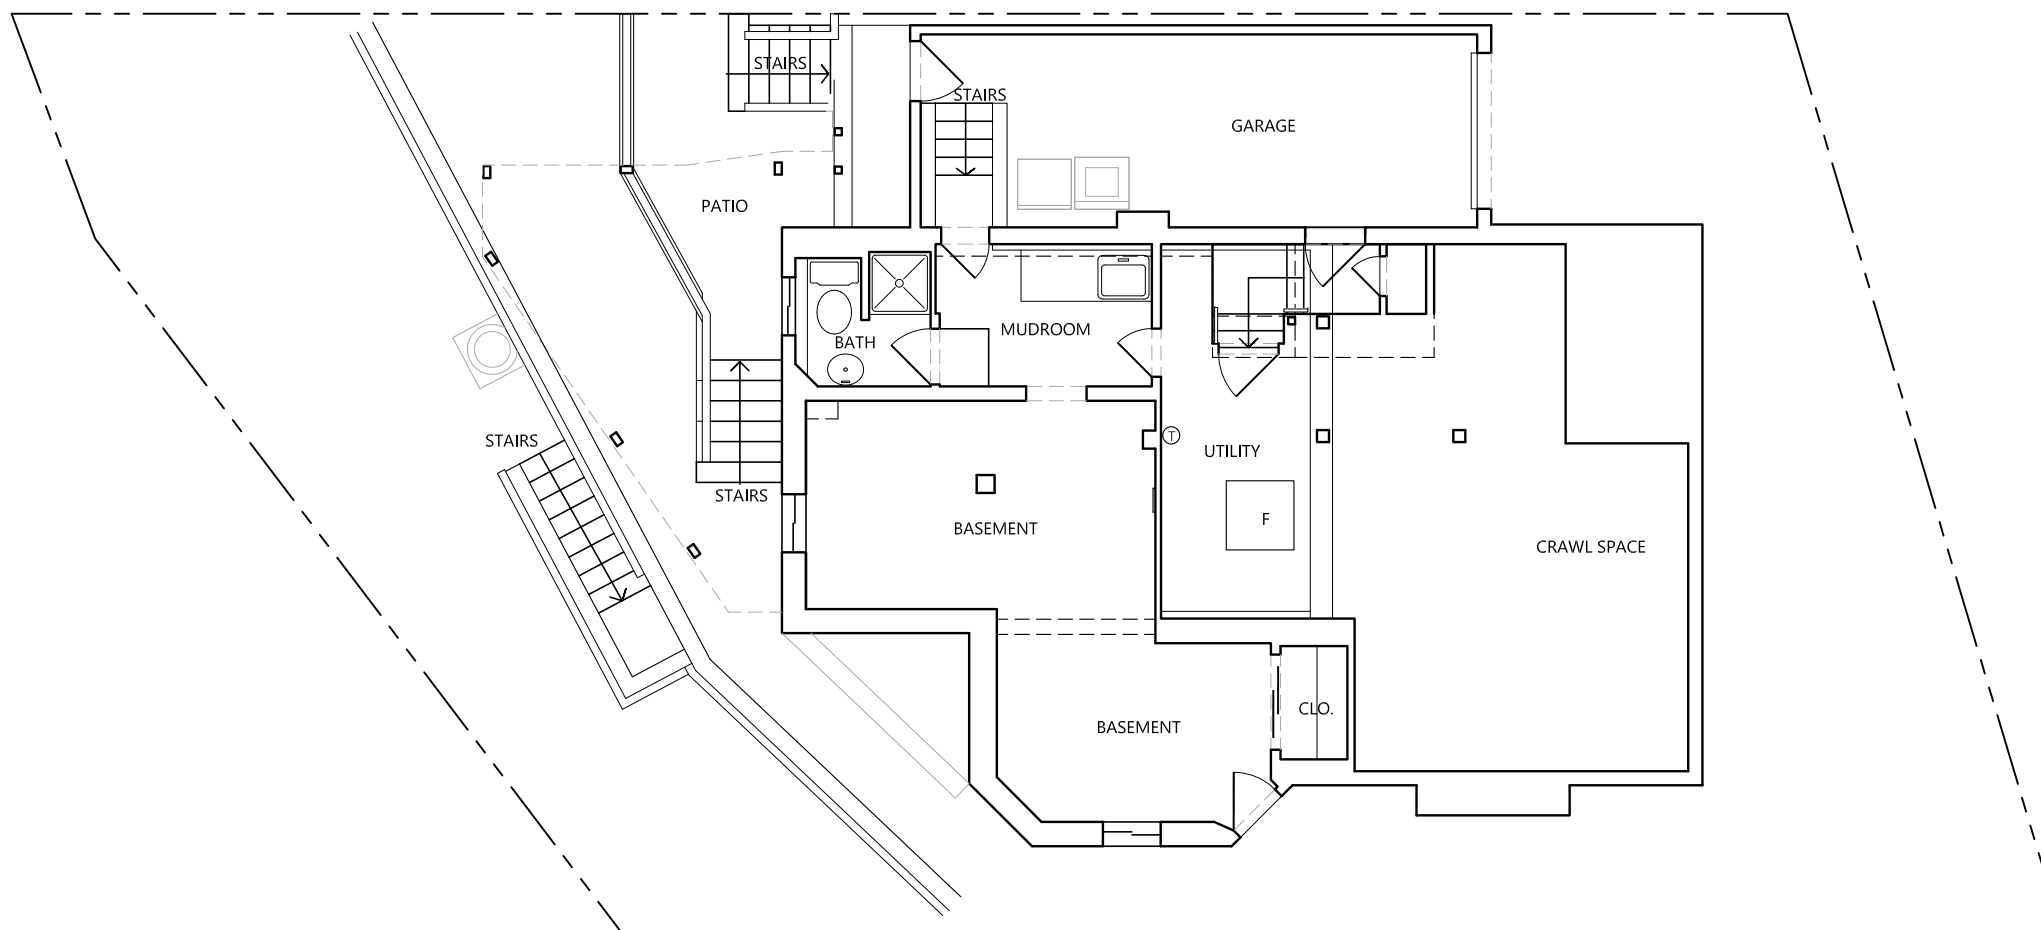 STAIRS
STAIRS
GARAGE
PATIO
MUDROOM
BATH
T
STAIRS
UTILITY
STAIRS
F
BASEMENT
CRAWL SPACE
CLO.
BASEMENT